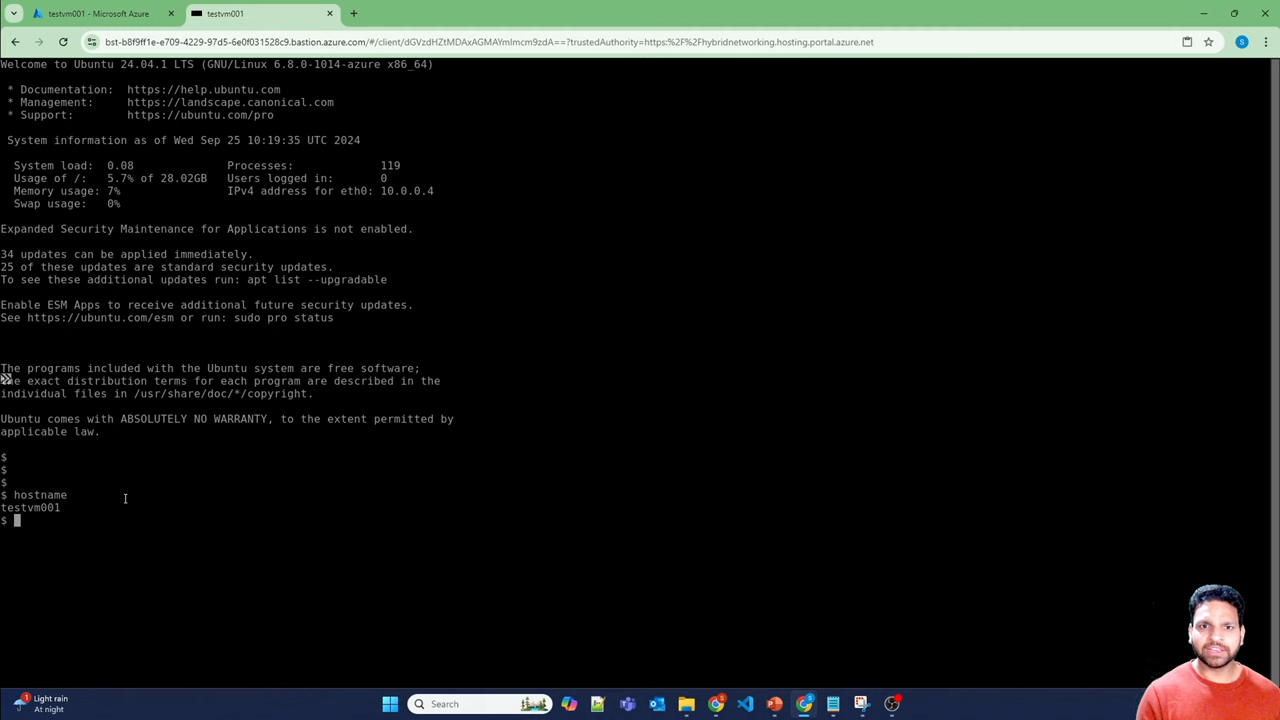 testvm001 - Microsoft Azure
testvm001
bst-b8f9ff1e-e709-4229-97d5-6e0f031528c9.bastion.azure.com/#/client/dGVzdHZtMDAxAGMAYmlmcm9zdA==?trustedAuthority=https:%2F%2Fhybridnetworking.hosting.portal.azure.net
S
Welcome to Ubuntu 24.04.1 LTS (GNU/Linux 6.8.0-1014-azure x86_64)
* Documentation: https://help.ubuntu.com
* Management: https://landscape.canonical.com
* Support: https://ubuntu.com/pro
System information as of Wed Sep 25 10:19:35 UTC 2024
System load: 0.08 Processes: 119
Usage of /: 5.7% of 28.02GB Users logged in: 0
Memory usage: 7% IPv4 address for eth0: 10.0.0.4
Swap usage: 0%
Expanded Security Maintenance for Applications is not enabled.
34 updates can be applied immediately.
25 of these updates are standard security updates.
To see these additional updates run: apt list --upgradable
Enable ESM Apps to receive additional future security updates.
See https://ubuntu.com/esm or run: sudo pro status
The programs included with the Ubuntu system are free software;
exact distribution terms for each program are described in the
individual files in /usr/share/doc/*/copyright.
Ubuntu comes with ABSOLUTELY NO WARRANTY, to the extent permitted by
applicable law.
$
$
$
$ hostname
testvm001
$
1
Light rain
At night
Search